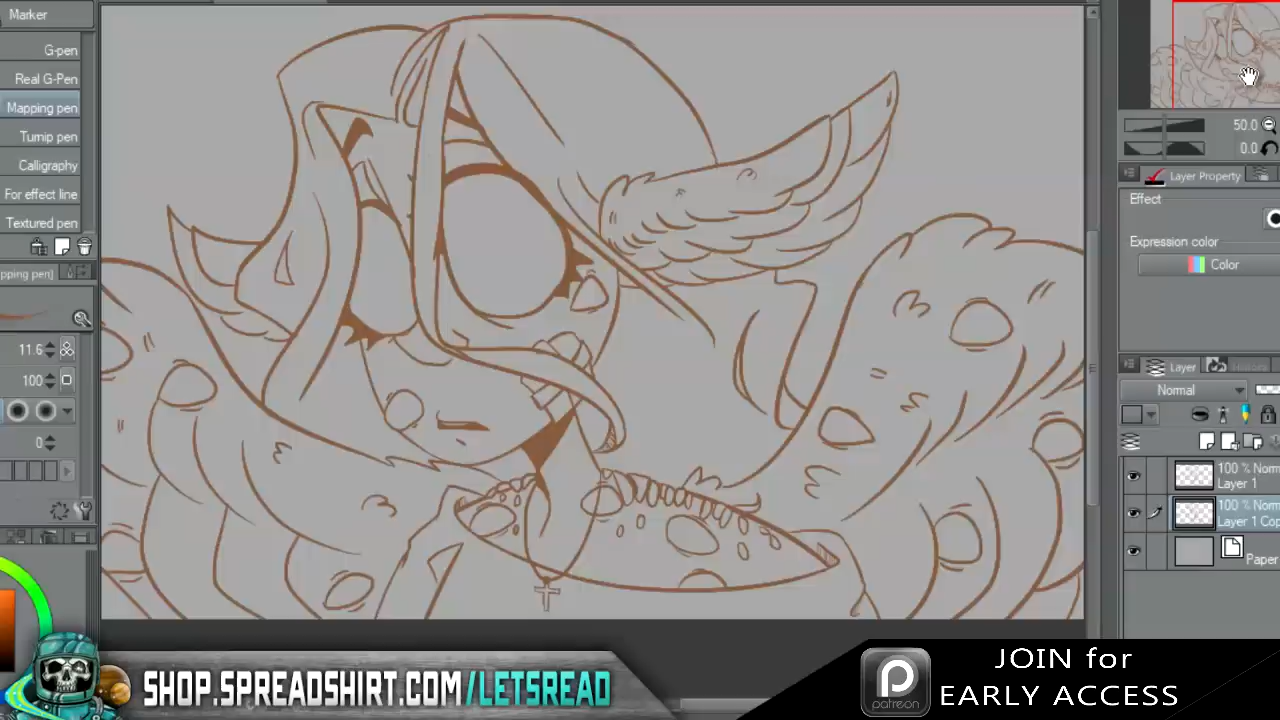 Marker
G-pen
Real G-Pen
Mapping pen
Turnip pen
Calligraphy
For effect line
Textured pen
pping pen]
11.6
100
0
50.0
0.0
Layer Property
Effect
Expression color
Color
Layer
Normal
100 % Norm
Layer 1
100 % Norm
Layer 1 Cop
Paper
SHOP.SPREADSHIRT.COM/LETSREAD
patreon
JOIN for
EARLY ACCESS